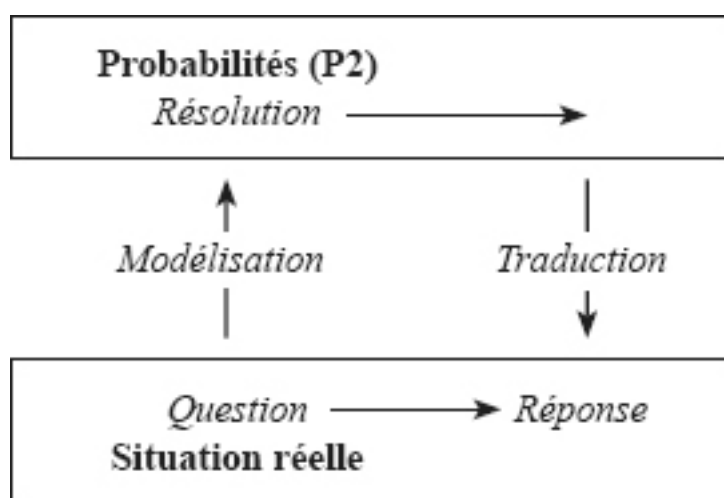 Probabilités (P2)
Résolution
Modélisation Traduction
Question Réponse
Situation réelle